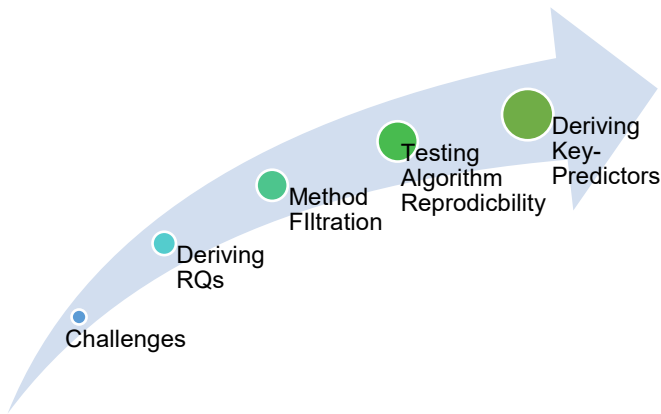 Challenges
Deriving
RQs
Method
FIltration
Testing
Algorithm
Reprodicbility
Deriving
Key-
Predictors